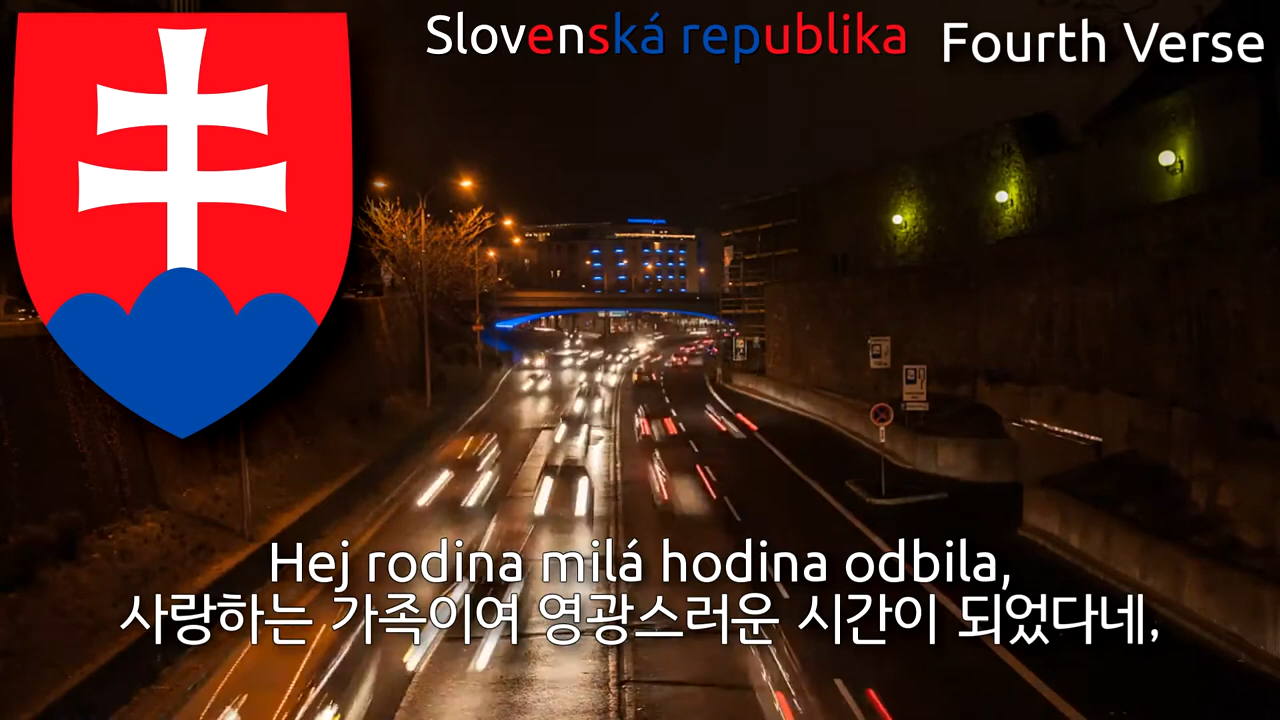 Slovenská republika
Fourth Verse
Hej rodina milá hodina odbila,
사랑하는 가족이여 영광스러운 시간이 되었다네,